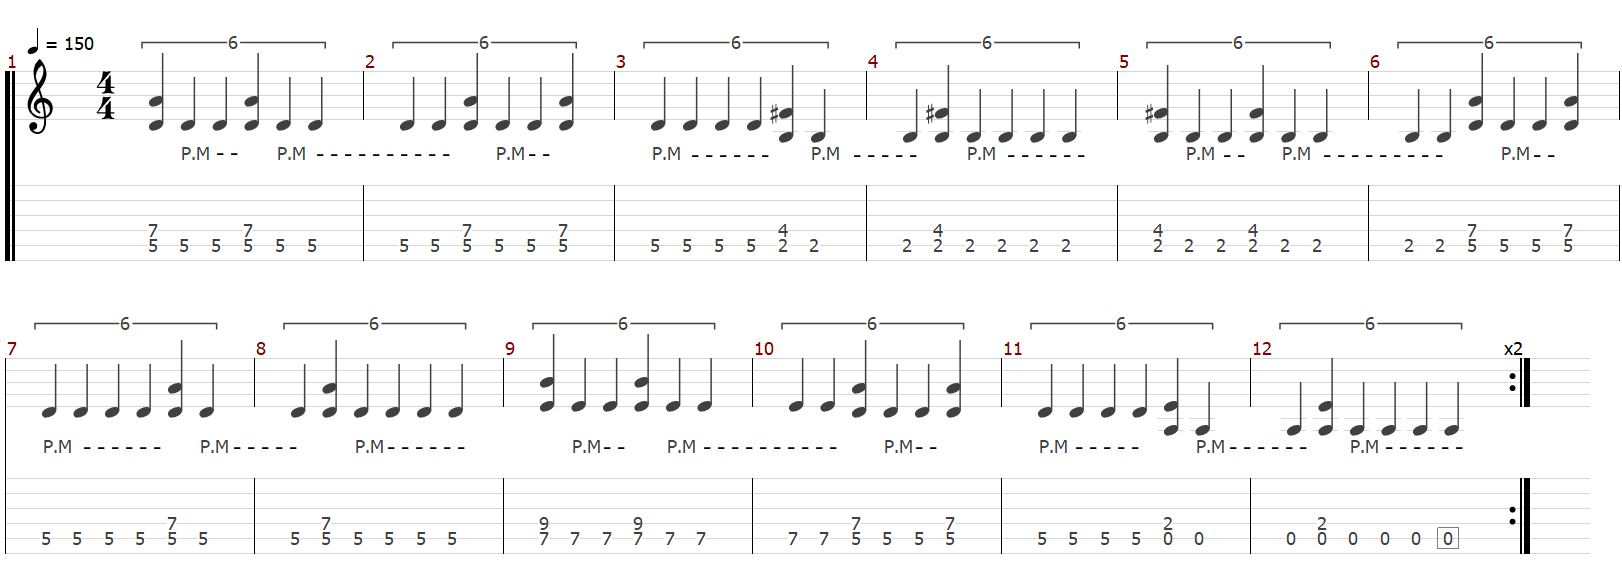 = 150
1 6 2 6 3 6 4 6 5 6 6 6
4
4
P.M -- P.M ---------- P.M-- P.M ------ P.M ----- P.M ------ P.M -- P.M --------- P.M--
7 7 7 7 4 4 4 4 7 7
5 5 5 5 5 5 5 5 5 5 5 5 5 5 5 5 2 2 2 2 2 2 2 2 2 2 2 2 2 2 2 2 5 5 5 5
6 6 6 6 6 6
7 8 9 10 11 12 x2
P.M ------ P.M----- P.M------ P.M-- P.M ---------- P.M-- P.M ----- P.M------ P.M ------
7 7 9 9 7 7 2 2
5 5 5 5 5 5 5 5 5 5 5 5 7 7 7 7 7 7 7 7 5 5 5 5 5 5 5 5 0 0 0 0 0 0 0 0